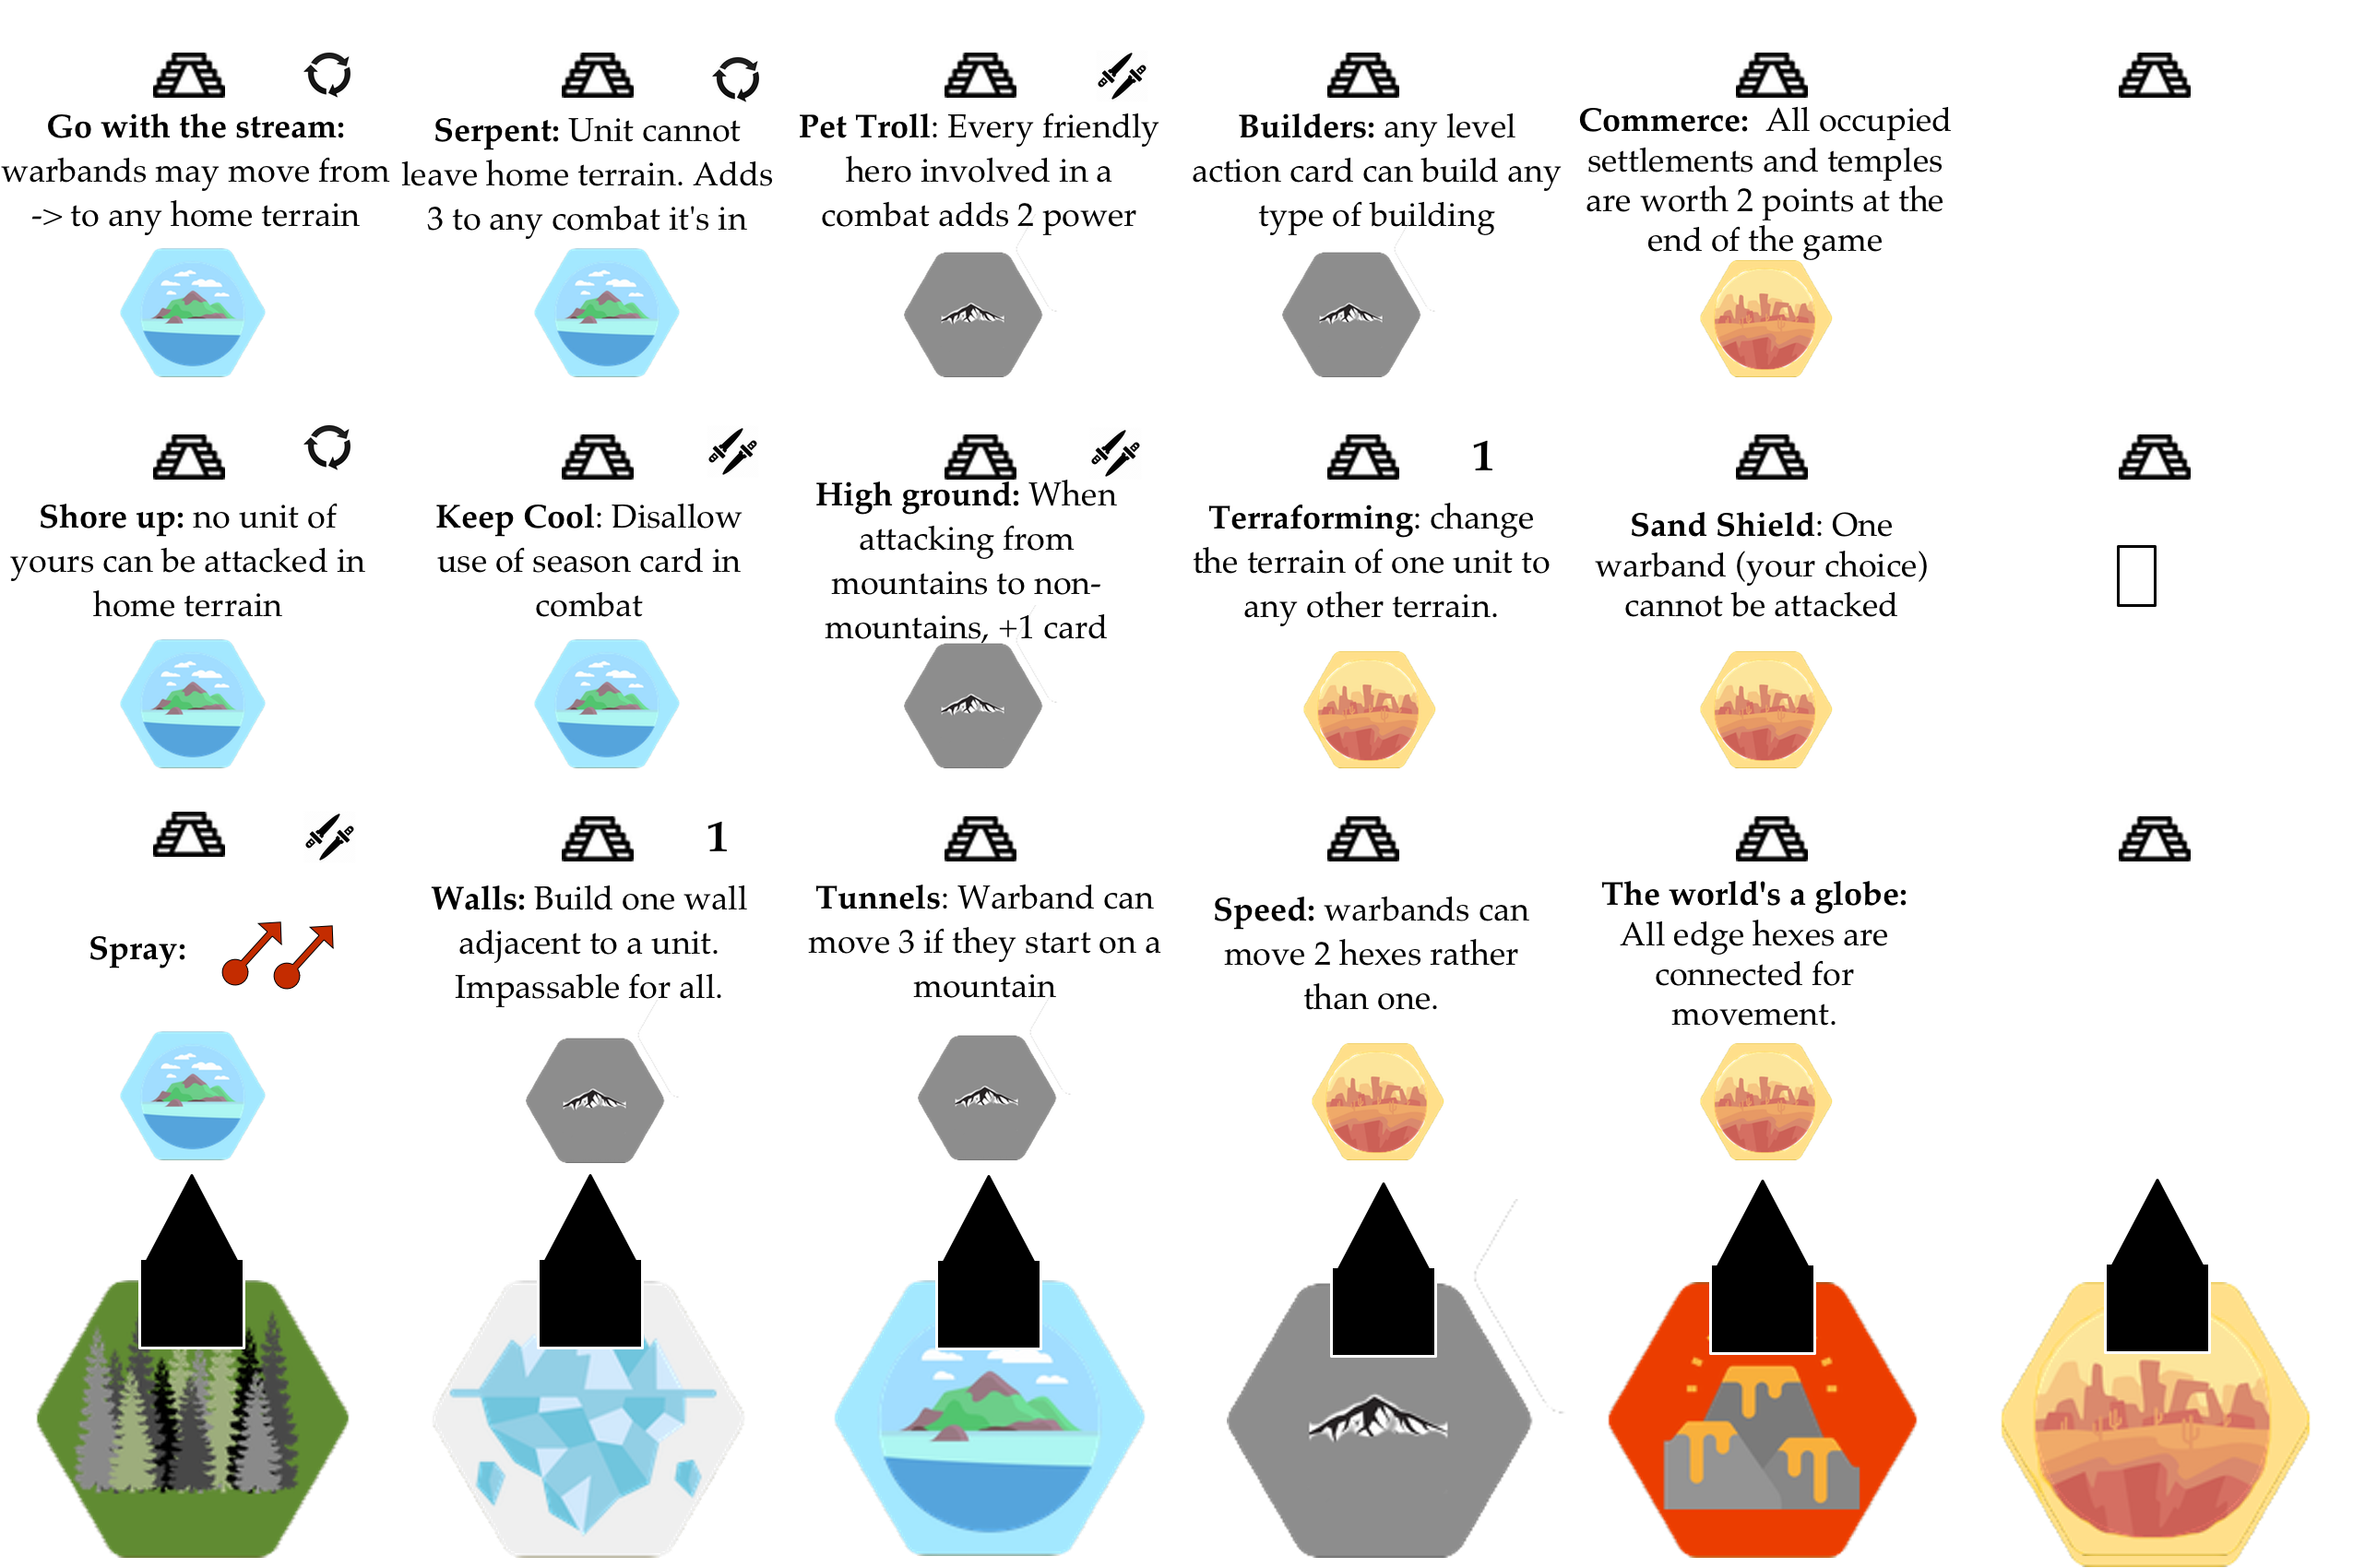 Go with the stream:
warbands may move from
-> to any home terrain
Serpent: Unit cannot
leave home terrain. Adds
3 to any combat it's in
Pet Troll: Every friendly
hero involved in a
combat adds 2 power
Builders: any level
action card can build any
type of building
Commerce:  All occupied
settlements and temples
are worth 2 points at the
end of the game
Shore up: no unit of
yours can be attacked in
home terrain
Keep Cool: Disallow
use of season card in
combat
High ground: When
attacking from
mountains to non-
mountains, +1 card
1
Terraforming: change
the terrain of one unit to
any other terrain.
Sand Shield: One
warband (your choice)
cannot be attacked
Spray:
1
Walls: Build one wall
adjacent to a unit.
Impassable for all.
Tunnels: Warband can
move 3 if they start on a
mountain
Speed: warbands can
move 2 hexes rather
than one.
The world's a globe:
All edge hexes are
connected for
movement.